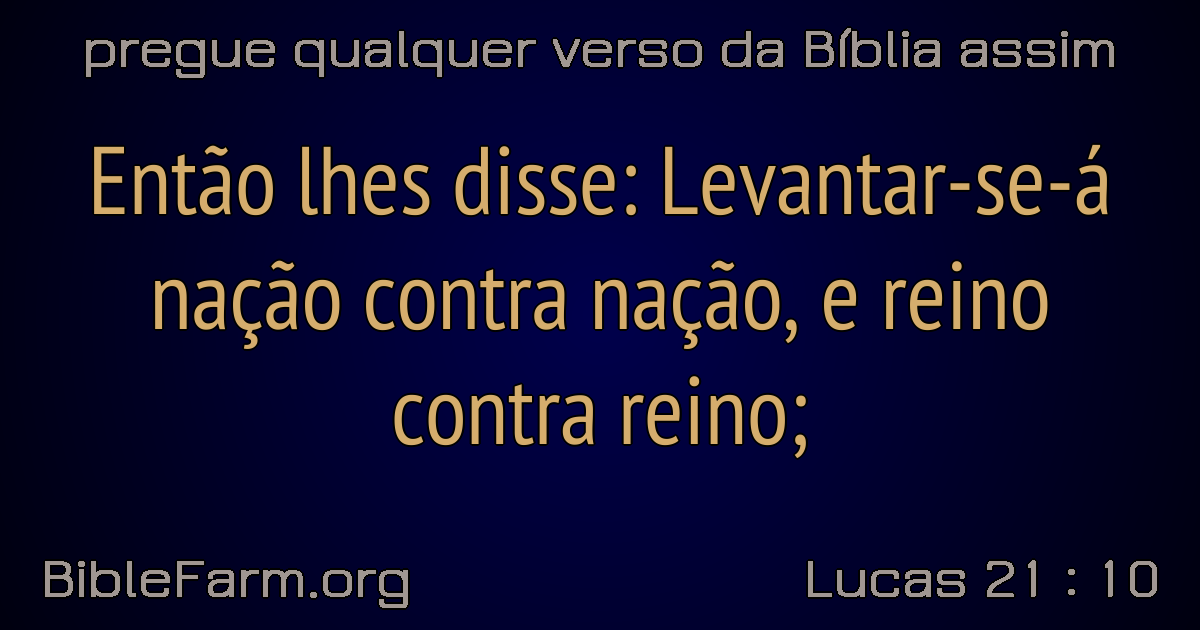 pregue qualquer verso da Bíblia assim
Então lhes disse: Levantar-se-á
nação contra nação, e reino
contra reino;
BibleFarm.org
Lucas 21 : 10